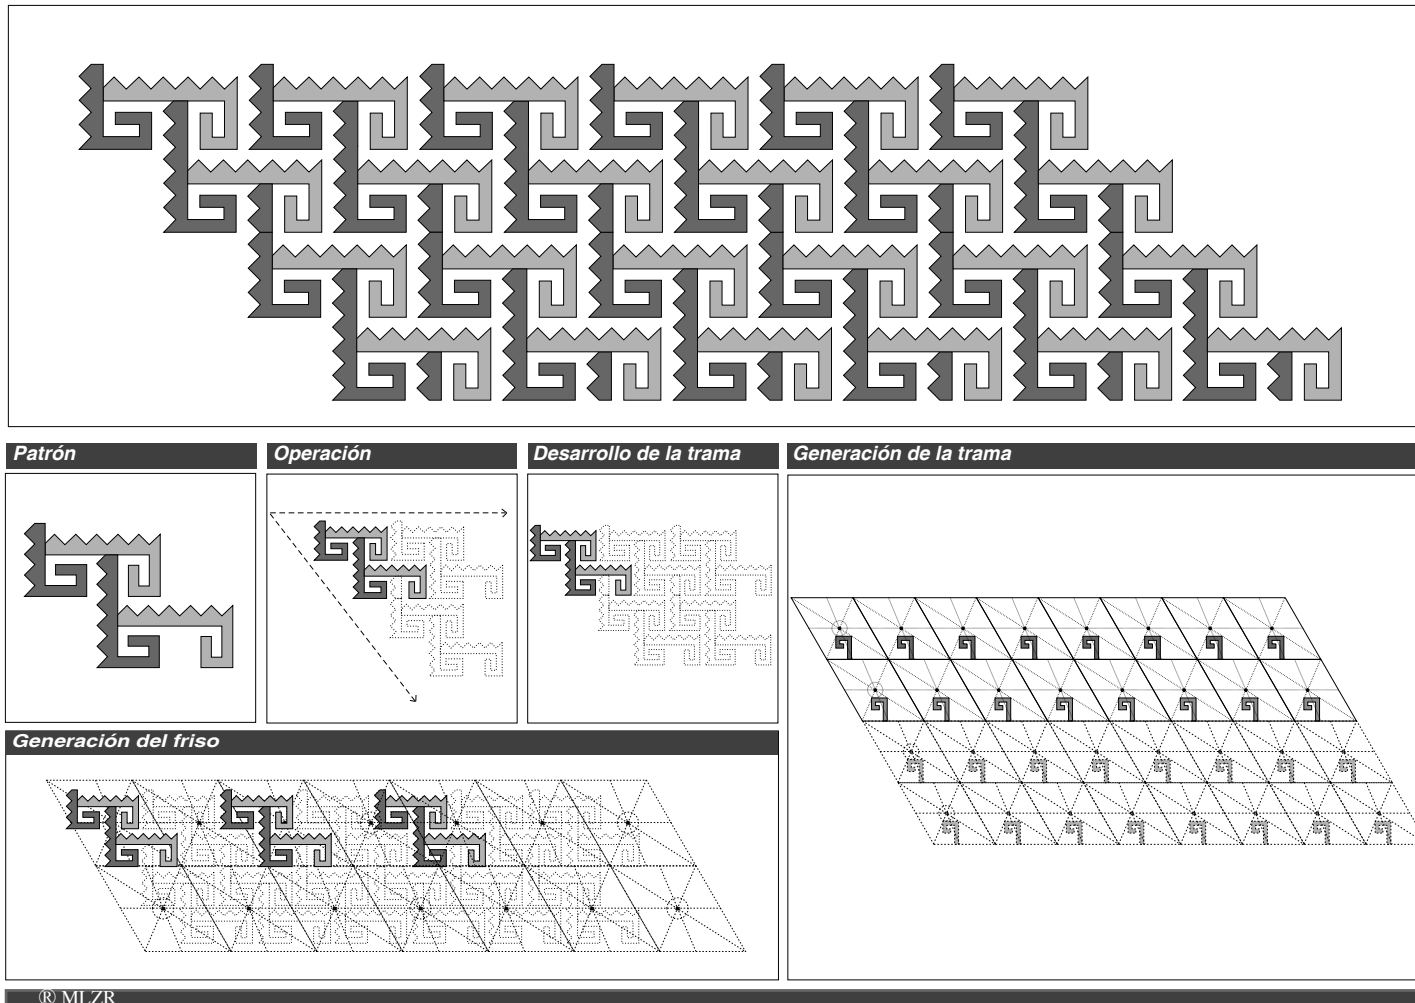 Patrón
Operación
Desarrollo de la trama
Generación de la trama
Generación del friso
® MLZR